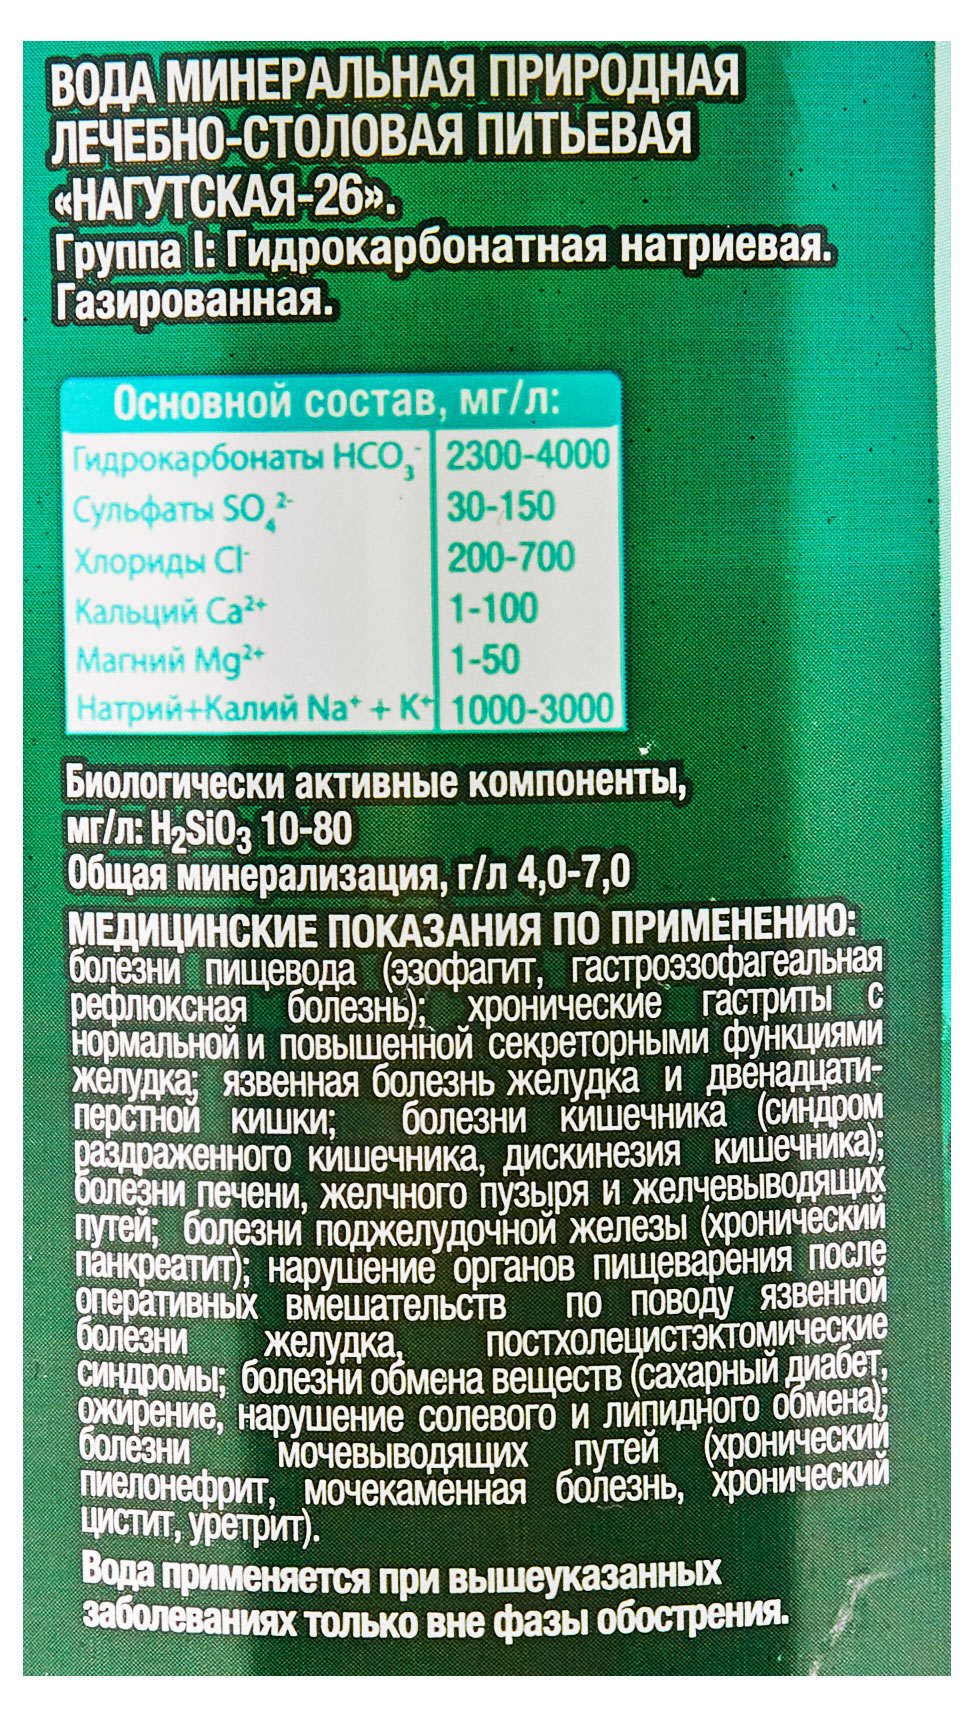 ВОДА МИНЕРАЛЬНАЯ ПРИРОДНАЯ
ЛЕЧЕБНО-СТОЛОВАЯ ПИТЬЕВАЯ
«НАГУТСКАЯ-26».
Группа I: Гидрокарбонатная натриевая.
Газированная.
Основной состав, мг/л:
Гидрокарбонаты HCO₃⁻ 2300-4000
Сульфаты SO₄²⁻ 30-150
Хлориды Cl⁻ 200-700
Кальций Ca²⁺ 1-100
Магний Mg²⁺ 1-50
Натрий+Калий Na⁺ + K⁺ 1000-3000
Биологически активные компоненты,
мг/л: H₂SiO₃ 10-80
Общая минерализация, г/л 4,0-7,0
МЕДИЦИНСКИЕ ПОКАЗАНИЯ ПО ПРИМЕНЕНИЮ:
болезни пищевода (эзофагит, гастроэзофагеальная
рефлюксная болезнь); хронические гастриты с
нормальной и повышенной секреторными функциями
желудка; язвенная болезнь желудка и двенадцати-
перстной кишки; болезни кишечника (синдром
раздраженного кишечника, дискинезия кишечника);
болезни печени, желчного пузыря и желчевыводящих
путей; болезни поджелудочной железы (хронический
панкреатит); нарушение органов пищеварения после
оперативных вмешательств по поводу язвенной
болезни желудка, постхолецистэктомические
синдромы; болезни обмена веществ (сахарный диабет,
ожирение, нарушение солевого и липидного обмена);
болезни мочевыводящих путей (хронический
пиелонефрит, мочекаменная болезнь, хронический
цистит, уретрит).
Вода применяется при вышеуказанных
заболеваниях только вне фазы обострения.